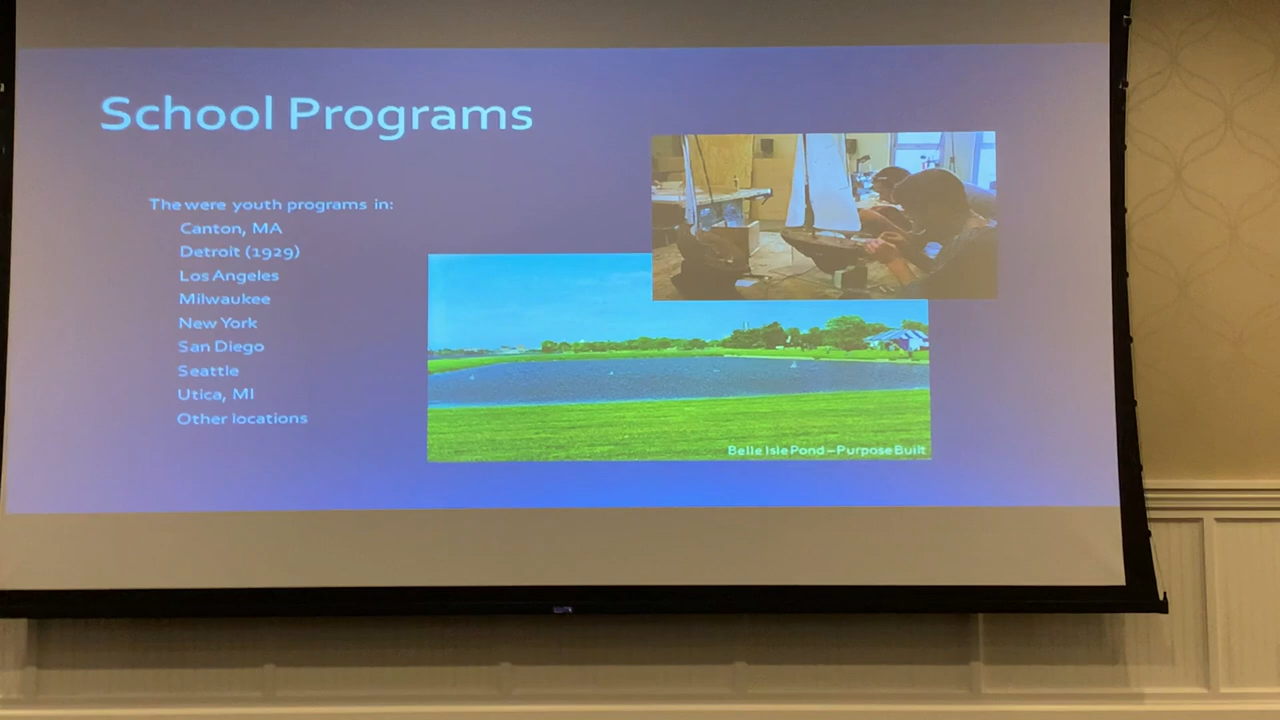 School Programs
The were youth programs in:
Canton, MA
Detroit (1929)
Los Angeles
Milwaukee
New York
San Diego
Seattle
Utica, MI
Other locations
Belle Isle Pond – Purpose Built